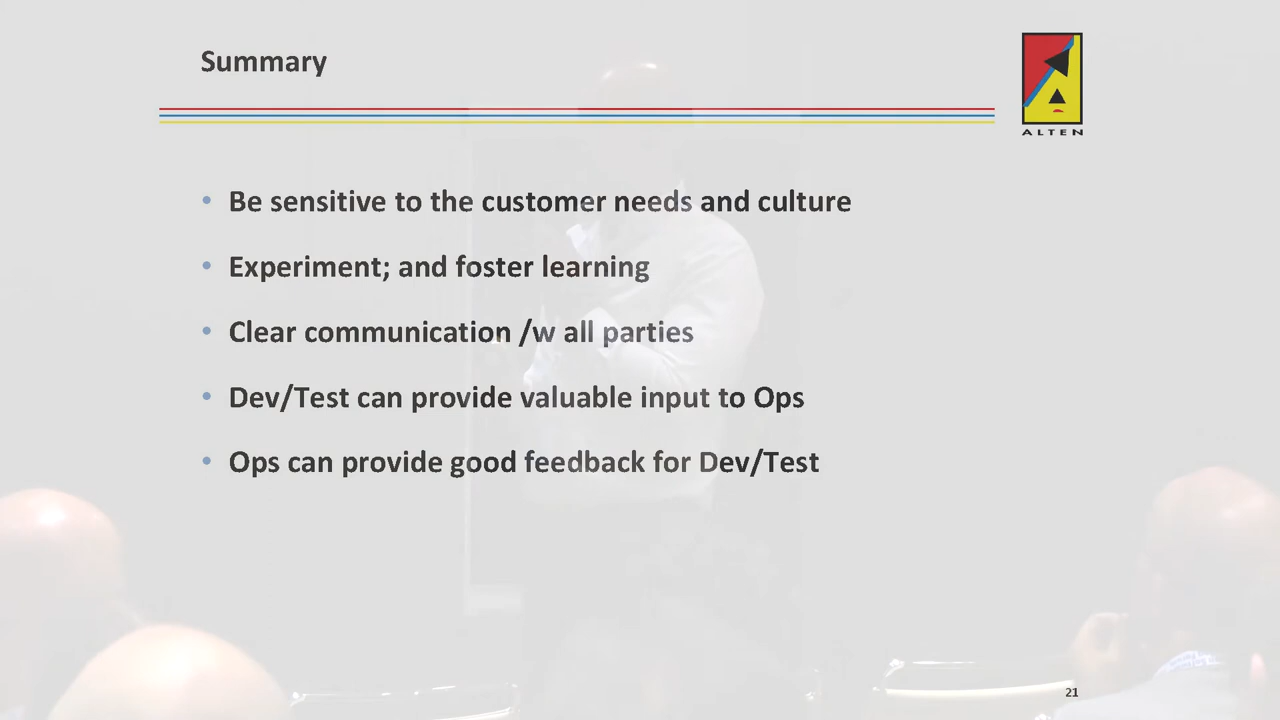 Summary
ALTEN
Be sensitive to the customer needs and culture
Experiment; and foster learning
Clear communication /w all parties
Dev/Test can provide valuable input to Ops
Ops can provide good feedback for Dev/Test
21